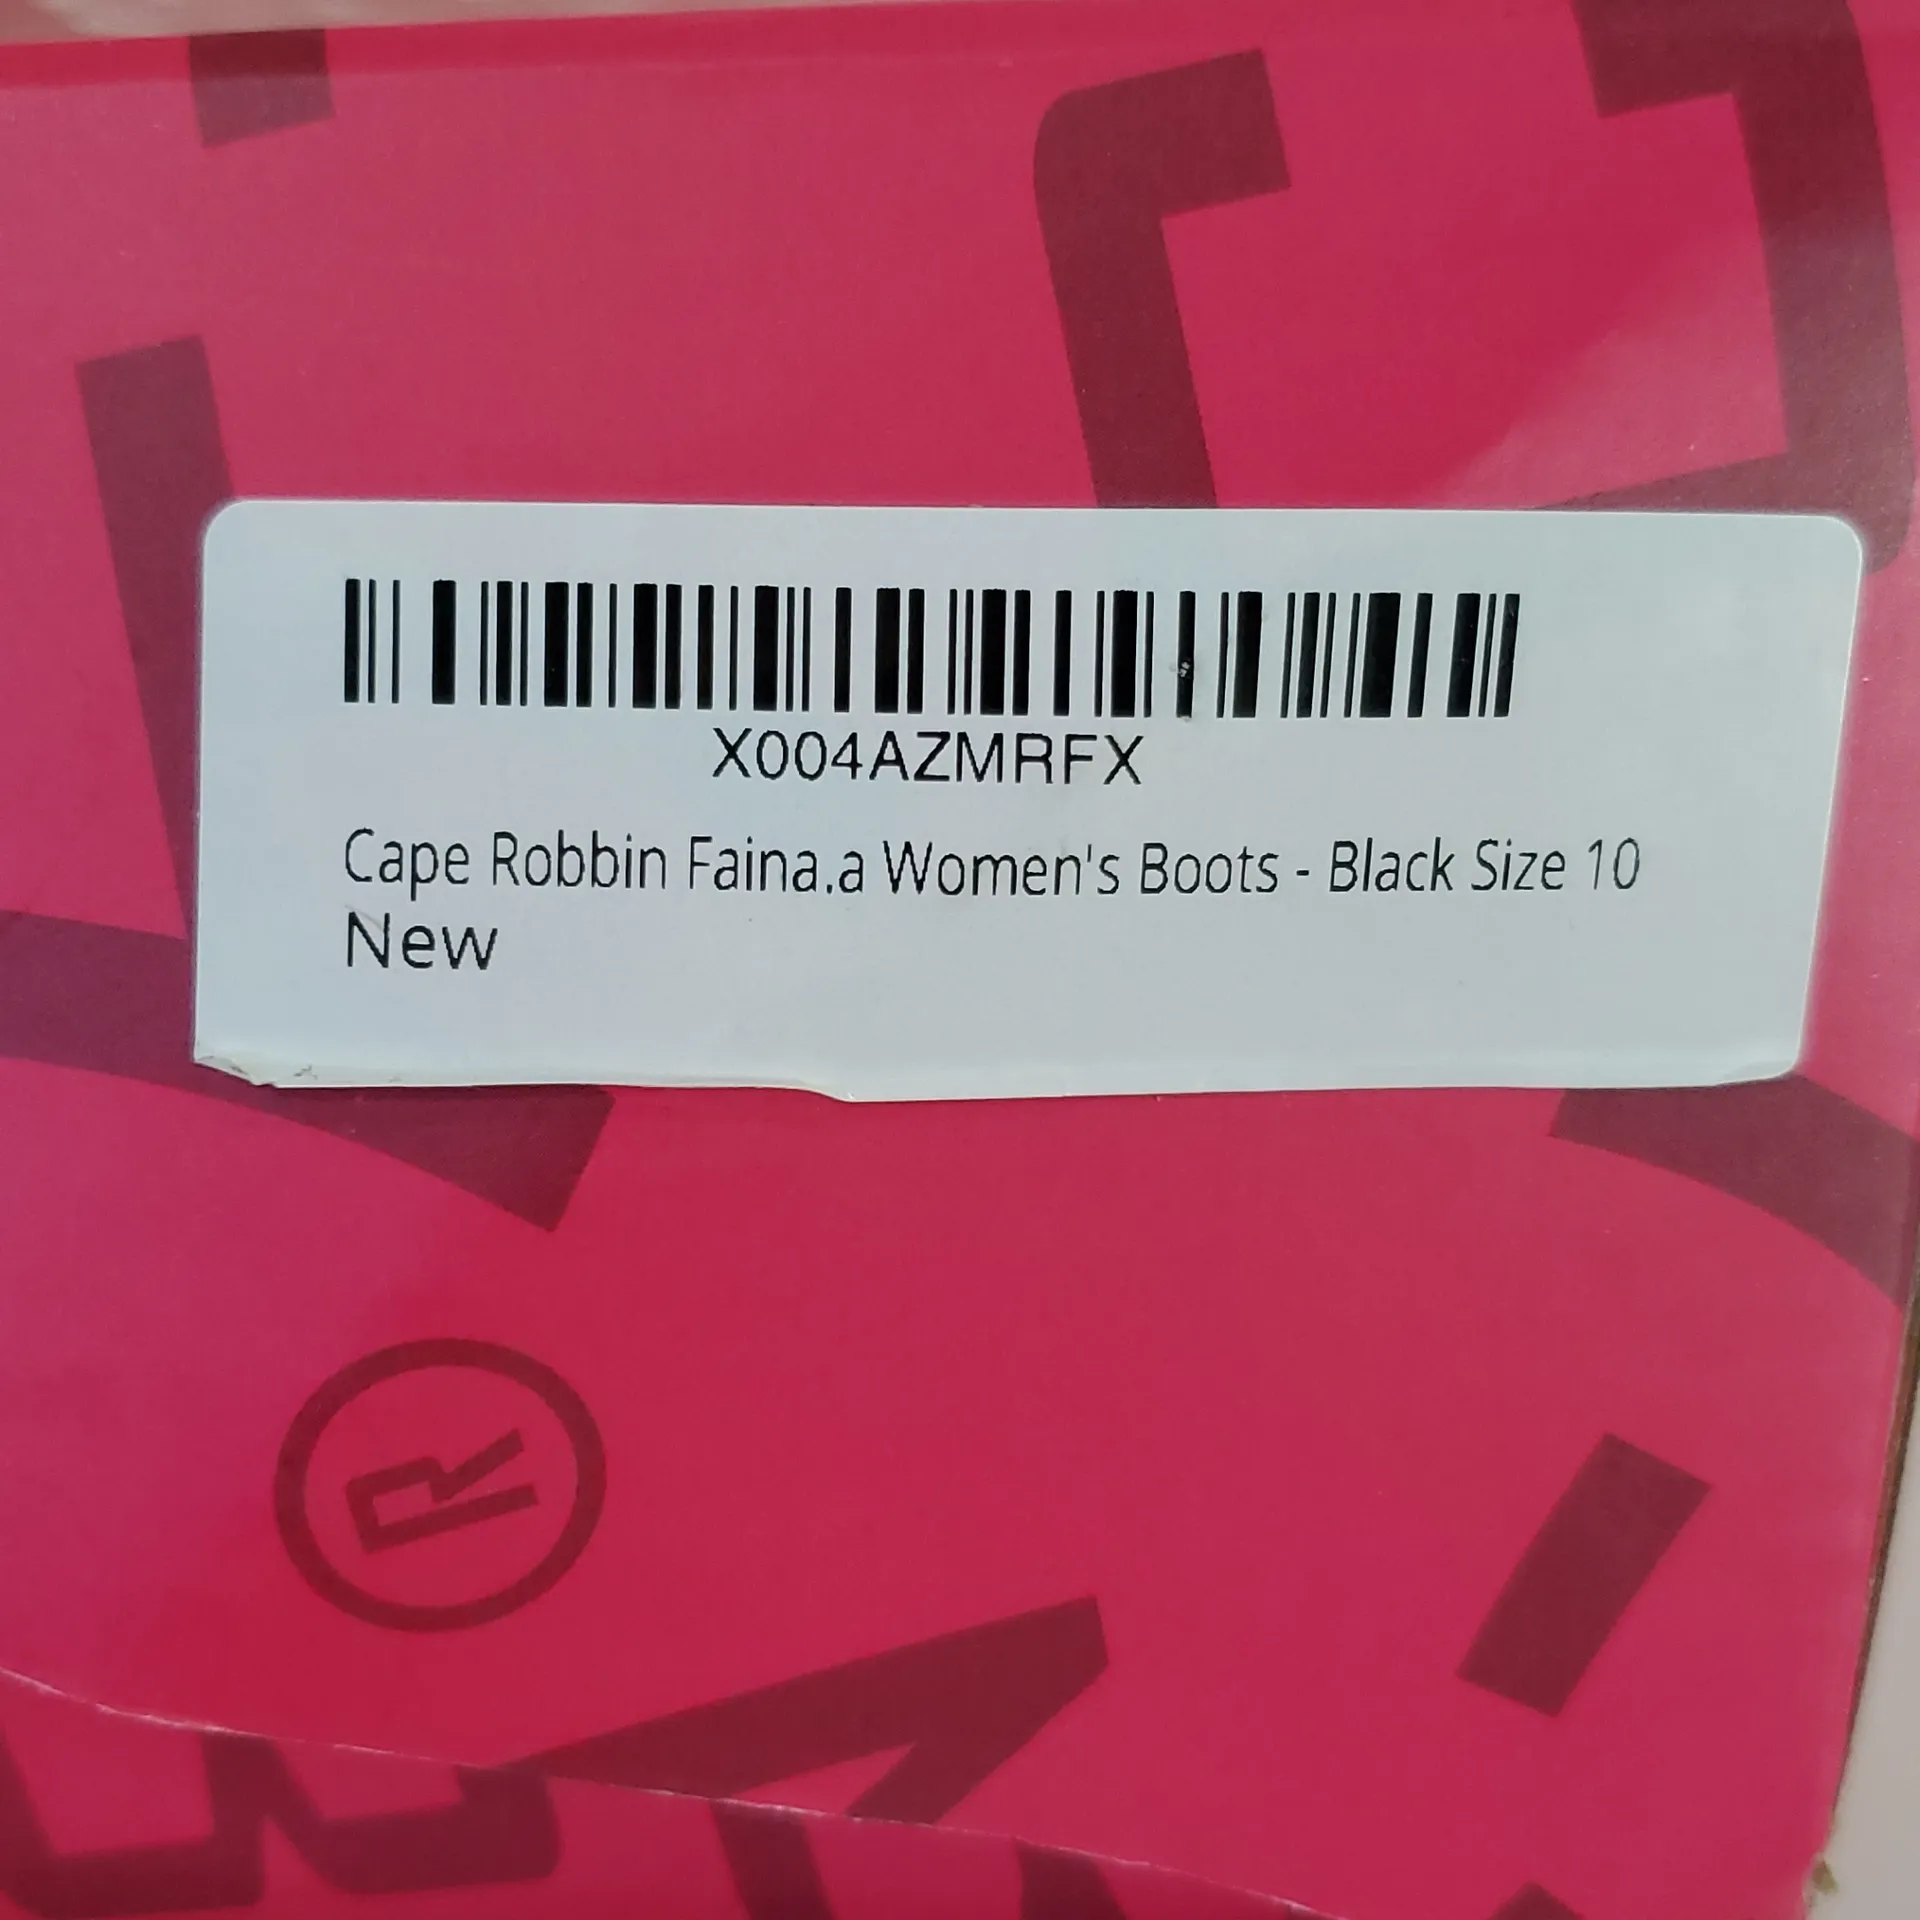 X004AZMRFX
Cape Robbin Faina.a Women's Boots - Black Size 10
New
R